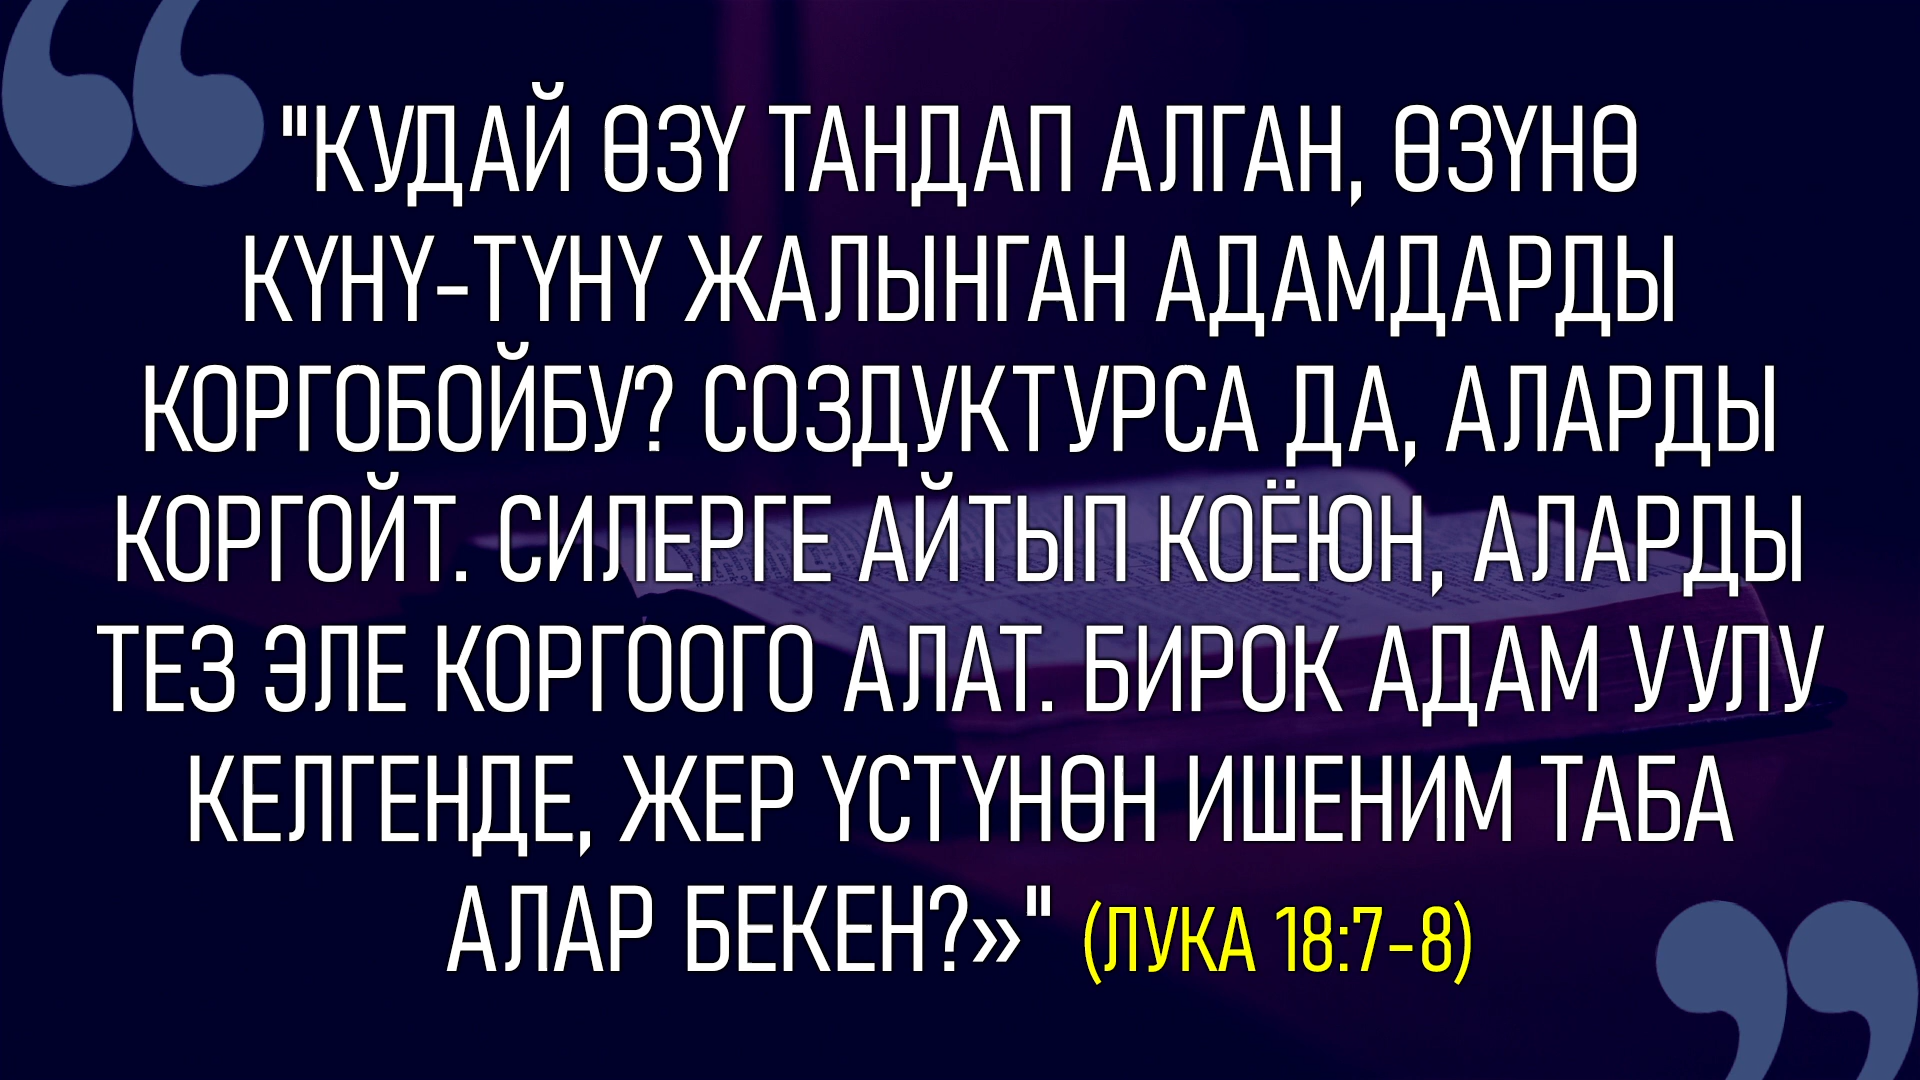 "КУДАЙ ӨЗҮ ТАНДАП АЛГАН, ӨЗҮНӨ
КҮНҮ-ТҮНҮ ЖАЛЫНГАН АДАМДАРДЫ
КОРГОБОЙБУ? СОЗДУКТУРСА ДА, АЛАРДЫ
КОРГОЙТ. СИЛЕРГЕ АЙТЫП КОЁЮН, АЛАРДЫ
ТЕЗ ЭЛЕ КОРГООГО АЛАТ. БИРОК АДАМ УУЛУ
КЕЛГЕНДЕ, ЖЕР ҮСТҮНӨН ИШЕНИМ ТАБА
АЛАР БЕКЕН?»" (ЛУКА 18:7-8)